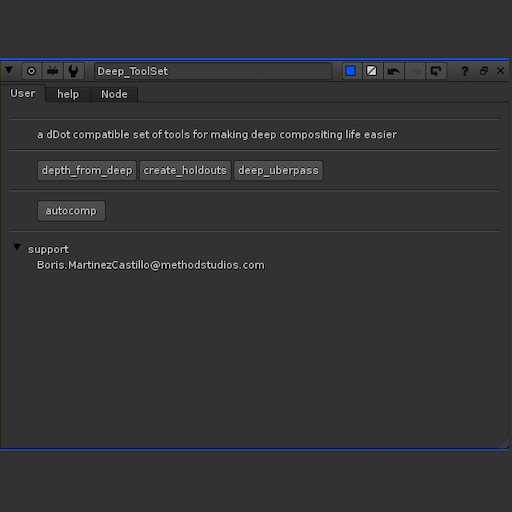 Deep_ToolSet
?
User help Node
a dDot compatible set of tools for making deep compositing life easier
depth_from_deep create_holdouts deep_uberpass
autocomp
support
Boris.MartinezCastillo@methodstudios.com